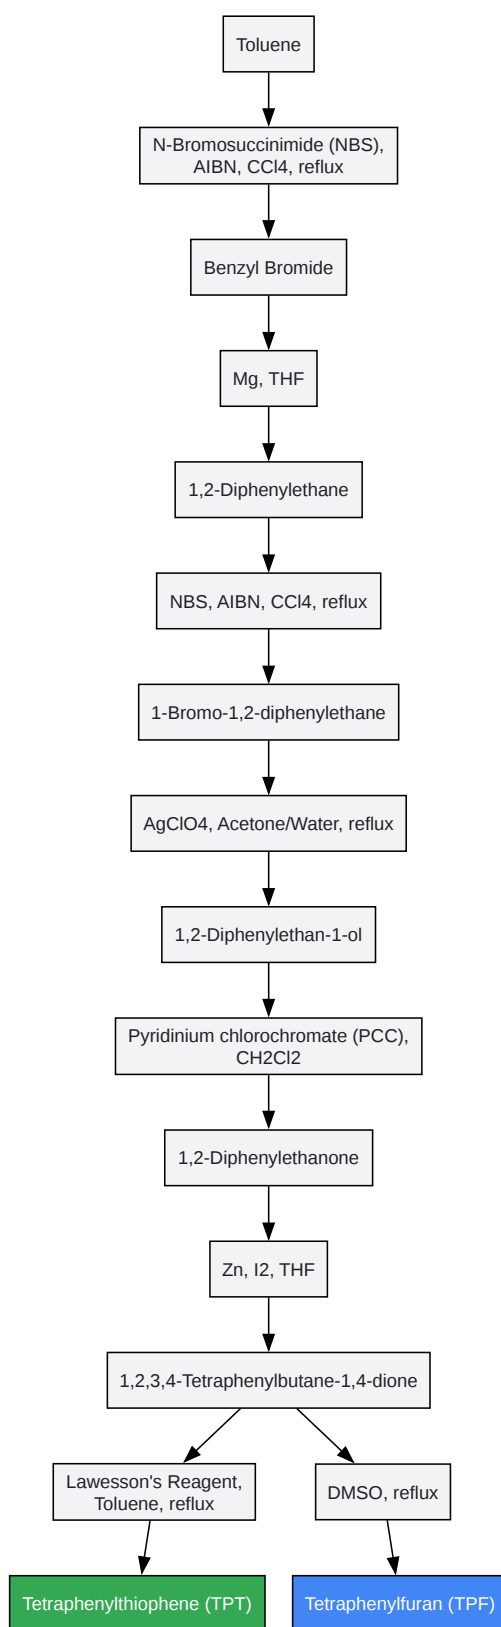 Toluene
N-Bromosuccinimide (NBS),
AIBN, CCl4, reflux
Benzyl Bromide
Mg, THF
1,2-Diphenylethane
NBS, AIBN, CCl4, reflux
1-Bromo-1,2-diphenylethane
AgClO4, Acetone/Water, reflux
1,2-Diphenylethan-1-ol
Pyridinium chlorochromate (PCC),
CH2Cl2
1,2-Diphenylethanone
Zn, I2, THF
1,2,3,4-Tetraphenylbutane-1,4-dione
Lawesson's Reagent,
Toluene, reflux
DMSO, reflux
Tetraphenylthiophene (TPT)
Tetraphenylfuran (TPF)